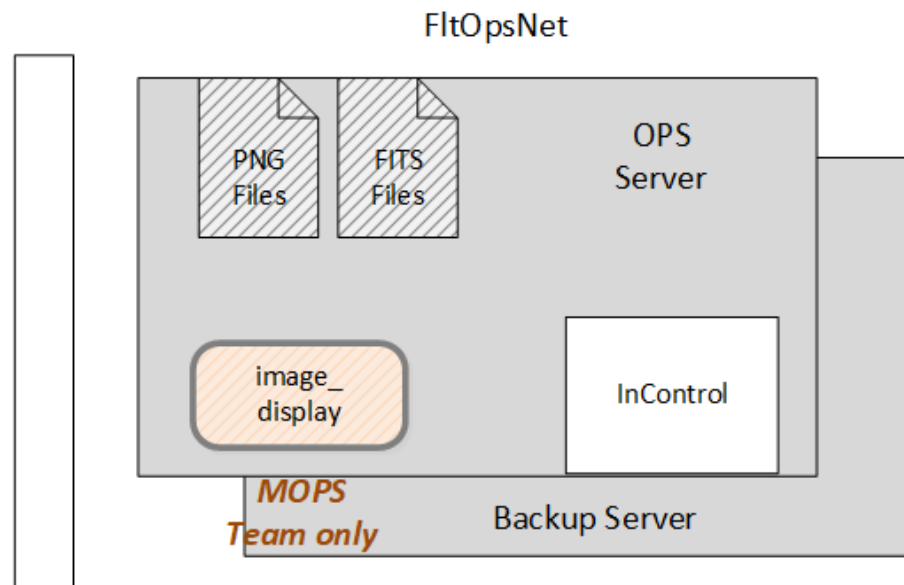 FltOpsNet
PNG
Files
FITS
Files
OPS
Server
image_
display
InControl
MOPS
Team only
Backup Server